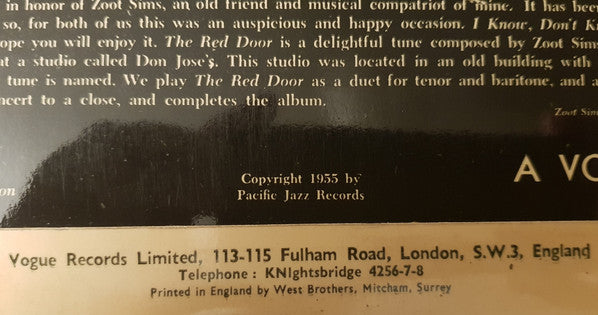 in honor of Zoot Sims, an old friend and musical compatriot of mine. It has been
so, for both of us this was an auspicious and happy occasion. I Know, Don't Kn
ope you will enjoy it. The Red Door is a delightful tune composed by Zoot Sims
at a studio called Don Jose's. This studio was located in an old building with
tune is named. We play The Red Door as a duet for tenor and baritone, and a
ncert to a close, and completes the album.
Zoot Sim
A VO
on
Copyright 1955 by
Pacific Jazz Records
Vogue Records Limited, 113-115 Fulham Road, London, S.W.3, England
Telephone : KNIghtsbridge 4256-7-8
Printed in England by West Brothers, Mitcham, Surrey